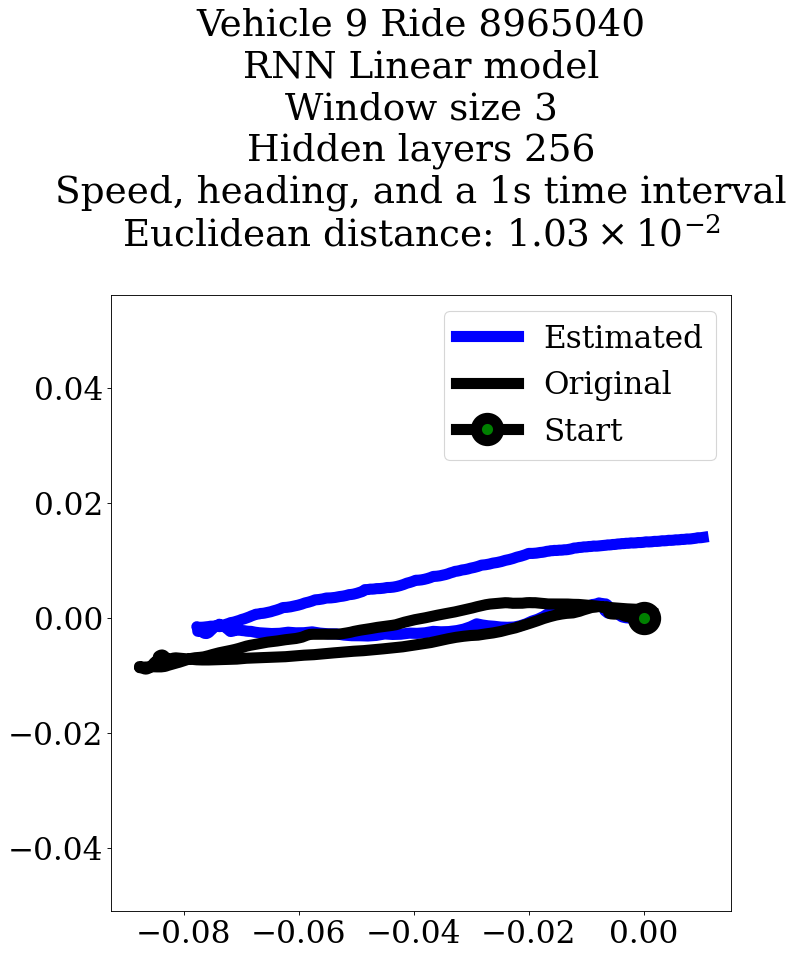 Vehicle 9 Ride 8965040
RNN Linear model
Window size 3
Hidden layers 256
Speed, heading, and a 1s time interval
Euclidean distance: 1.03 × 10⁻²
Estimated
Original
Start
0.04
0.02
0.00
−0.02
−0.04
−0.08 −0.06 −0.04 −0.02 0.00